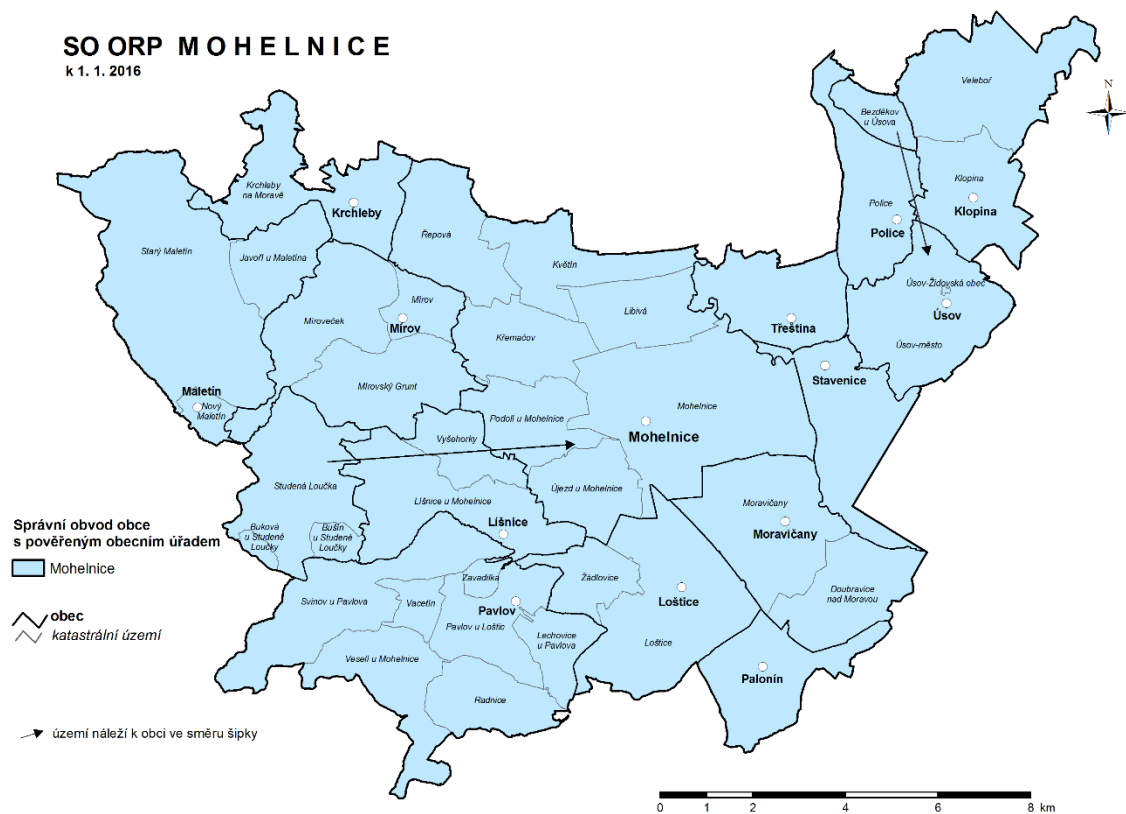 SO ORP MOHELNICE
k 1. 1. 2016
N
Veleboř
Bezděkov
u Úsova
Klopina
Klopina
Police
Police
Krchleby
na Moravě
Krchleby
Řepová
Starý Maletín
Javoří u Maletína
Květín
Úsov-Židovská obec
Úsov
Úsov-město
Mírov
Mírov
Míroveček
Libivá
Třeština
Křemačov
Stavenice
Mírovský Grunt
Maletín
Nový
Maletín
Podolí u Mohelnice
Mohelnice
Mohelnice
Vyšehorky
Studená Loučka
Líšnice u Mohelnice
Újezd u Mohelnice
Moravičany
Moravičany
Líšnice
Buková
u Studené
Loučky
Bušín
u Studené
Loučky
Správní obvod obce
s pověřeným obecním úřadem
Mohelnice
Zavadilka
Žádlovice
Loštice
Doubravice
nad Moravou
Svinov u Pavlova
Vacetín
Pavlov
Pavlov u Loštic
Lechovice
u Pavlova
Loštice
obec
katastrální území
Veselí u Mohelnice
Radnice
Palonín
území náleží k obci ve směru šipky
0 1 2 4 6 8 km